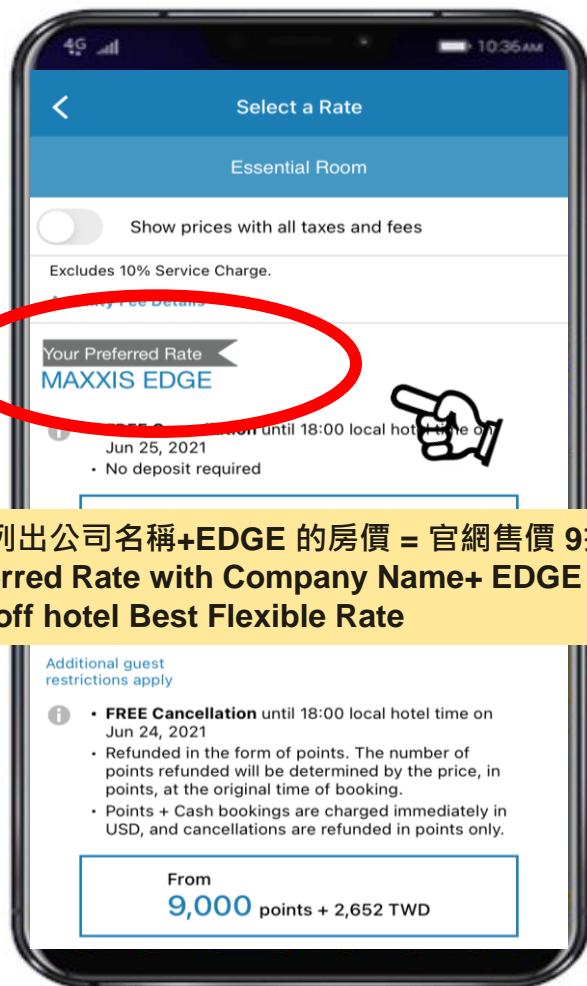 4G
10:36 AM
Select a Rate
Essential Room
Show prices with all taxes and fees
Excludes 10% Service Charge.
Fee Details
Your Preferred Rate
MAXXIS EDGE
FREE Cancellation until 18:00 local hotel time on
Jun 25, 2021
• No deposit required
列出公司名稱+EDGE 的房價 = 官網售價 9
Rate with Company Name+ EDGE
off hotel Best Flexible Rate
Additional guest
restrictions apply
• FREE Cancellation until 18:00 local hotel time on
Jun 24, 2021
• Refunded in the form of points. The number of
points refunded will be determined by the price, in
points, at the original time of booking.
• Points + Cash bookings are charged immediately in
USD, and cancellations are refunded in points only.
From
9,000 points + 2,652 TWD